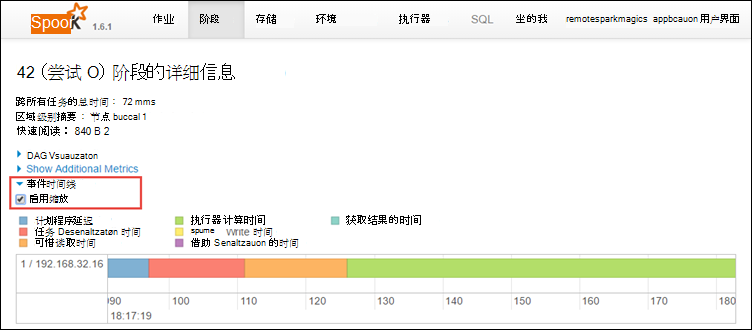 Spook 1.6.1 作业 阶段 存储 环境 执行器 SQL 坐的我 remotesparkmagics appbcauon 用户界面
42 (尝试 O) 阶段的详细信息
跨所有任务的总时间： 72 mms
区域级别摘要： 节点 buccal 1
快速阅读： 840 B 2
DAG Vsuauzaton
Show Additional Metrics
事件时间线
启用缩放
计划程序延迟 执行器计算时间 获取结果的时间
任务 Desenaltzatøn 时间 spume Write 时间
可惜读取时间 借助 Senaltzauon 的时间
1 / 192.168.32.16
090 100 110 120 130 140 150 160 170 180
18:17:19